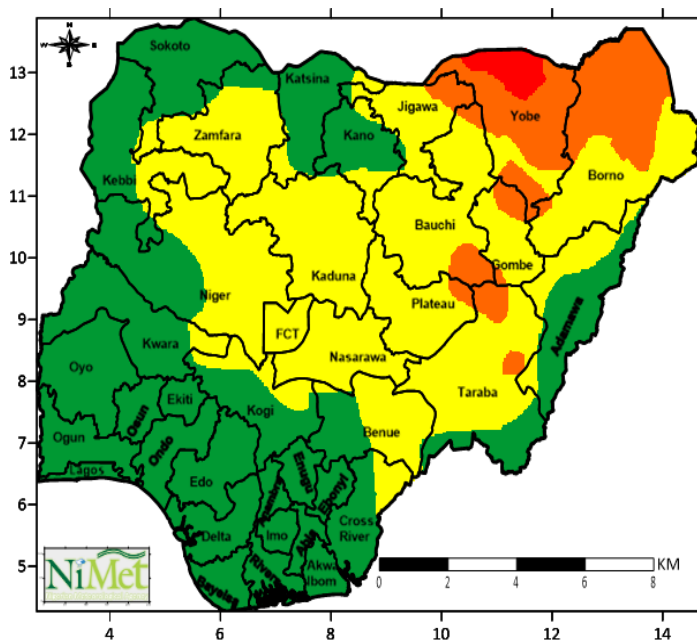 N
W E
S
Sokoto
Katsina
Jigawa
Yobe
Zamfara
Kano
Borno
Kebbi
Bauchi
Gombe
Kaduna
Niger
Plateau
FCT
Adamawa
Kwara
Nasarawa
Oyo
Taraba
Ekiti
Osun
Kogi
Ogun
Ondo
Benue
Lagos
Enugu
Edo
Ebonyi
Anambra
Cross
River
Delta
Imo
Abia
Rivers
Akwa
Ibom
Bayelsa
NiMet
KM
0 2 4 6 8
13
12
11
10
9
8
7
6
5
4 6 8 10 12 14